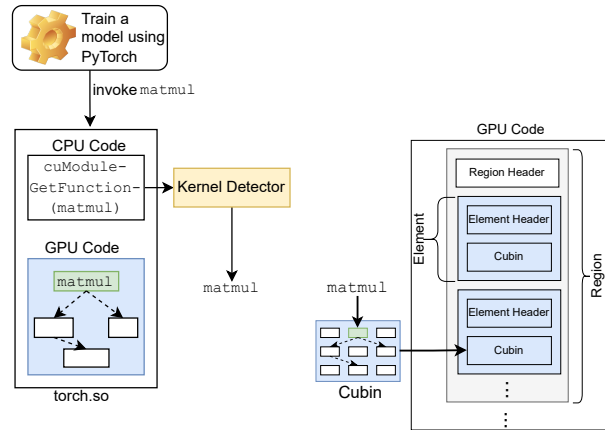 Train a
model using
PyTorch
invoke matmul
CPU Code
cuModule-
GetFunction-
(matmul)
Kernel Detector
GPU Code
matmul
torch.so
matmul
matmul
Cubin
GPU Code
Region Header
Element Header
Cubin
Element
Element Header
Cubin
Region
⋮
⋮